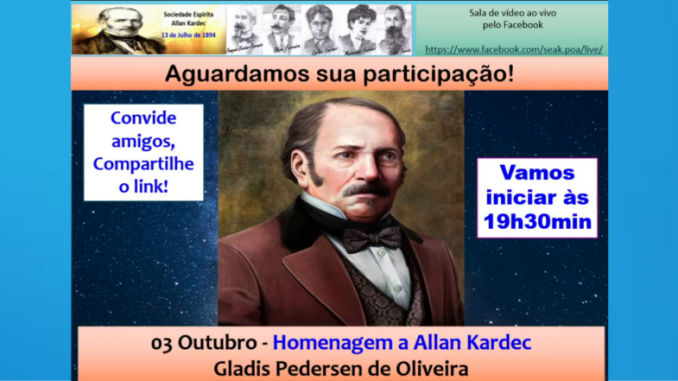 Sociedade Espírita
Allan Kardec
13 de Julho de 1894
Sala de vídeo ao vivo
pelo Facebook
https://www.facebook.com/seak.poa/live/
Aguardamos sua participação!
Convide
amigos,
Compartilhe
o link!
Vamos
iniciar às
19h30min
03 Outubro - Homenagem a Allan Kardec
Gladis Pedersen de Oliveira